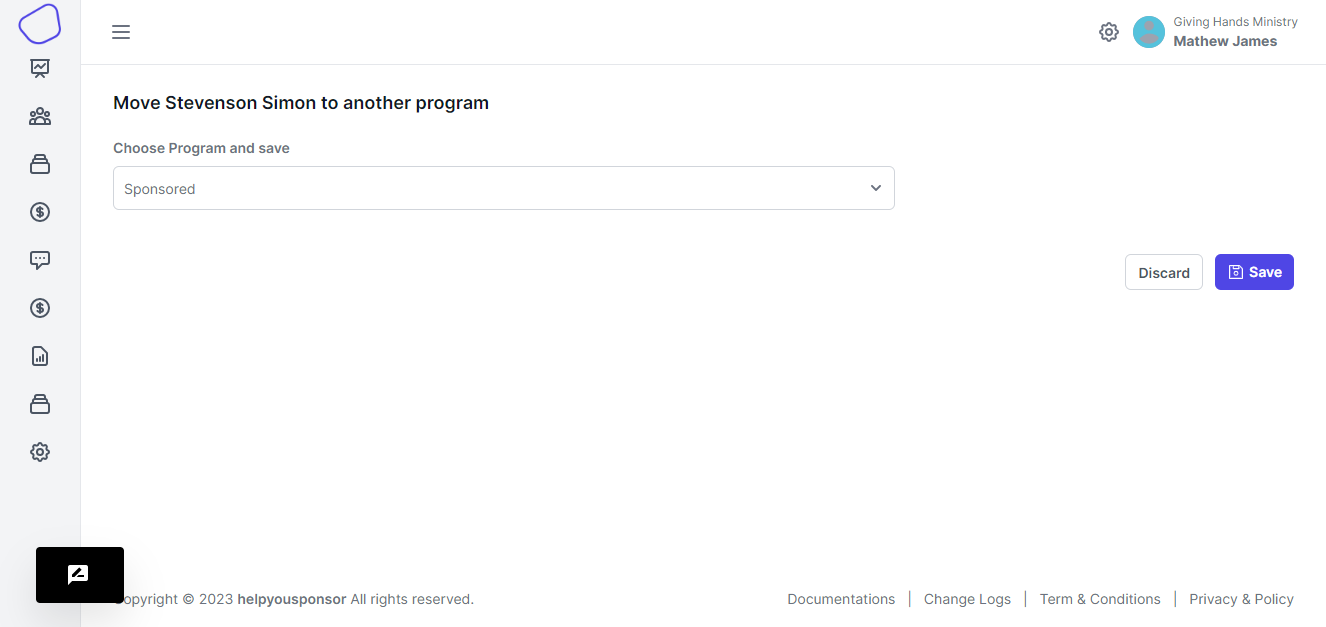 Giving Hands Ministry
Mathew James
Move Stevenson Simon to another program
Choose Program and save
Sponsored
Discard
Save
opyright © 2023 helpyousponsor All rights reserved.
Documentations | Change Logs | Term & Conditions | Privacy & Policy